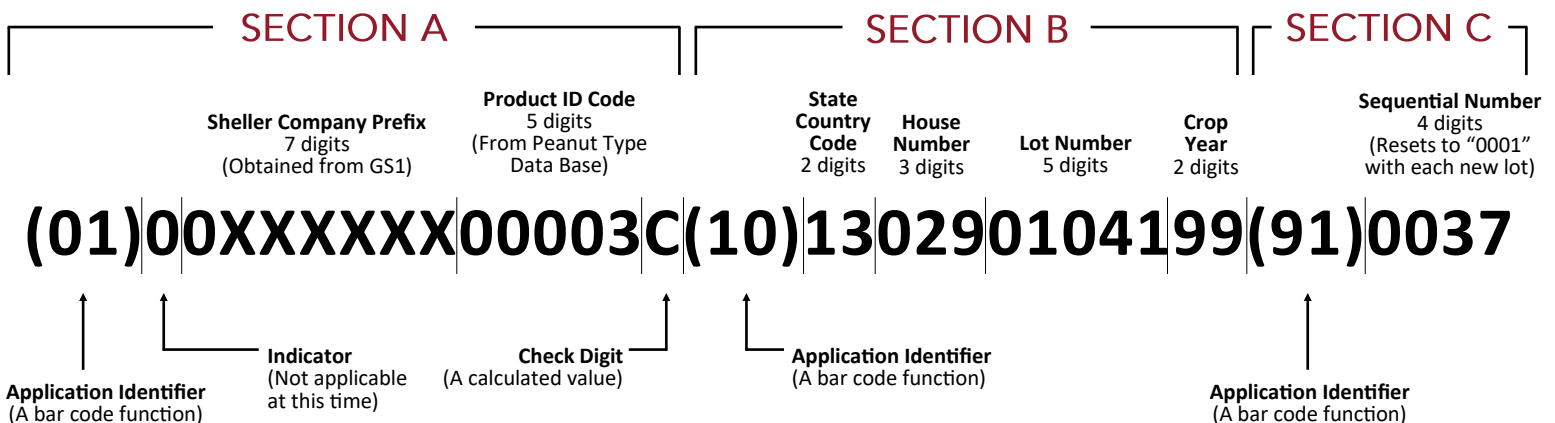 SECTION A
SECTION B
SECTION C
Sheller Company Prefix
7 digits
(Obtained from GS1)
Product ID Code
5 digits
(From Peanut Type
Data Base)
State
Country
Code
2 digits
House
Number
3 digits
Lot Number
5 digits
Crop
Year
2 digits
Sequential Number
4 digits
(Resets to “0001”
with each new lot)
(01)00XXXXXX00003C(10)130290104199(91)0037
Application Identifier
(A bar code function)
Indicator
(Not applicable
at this time)
Check Digit
(A calculated value)
Application Identifier
(A bar code function)
Application Identifier
(A bar code function)